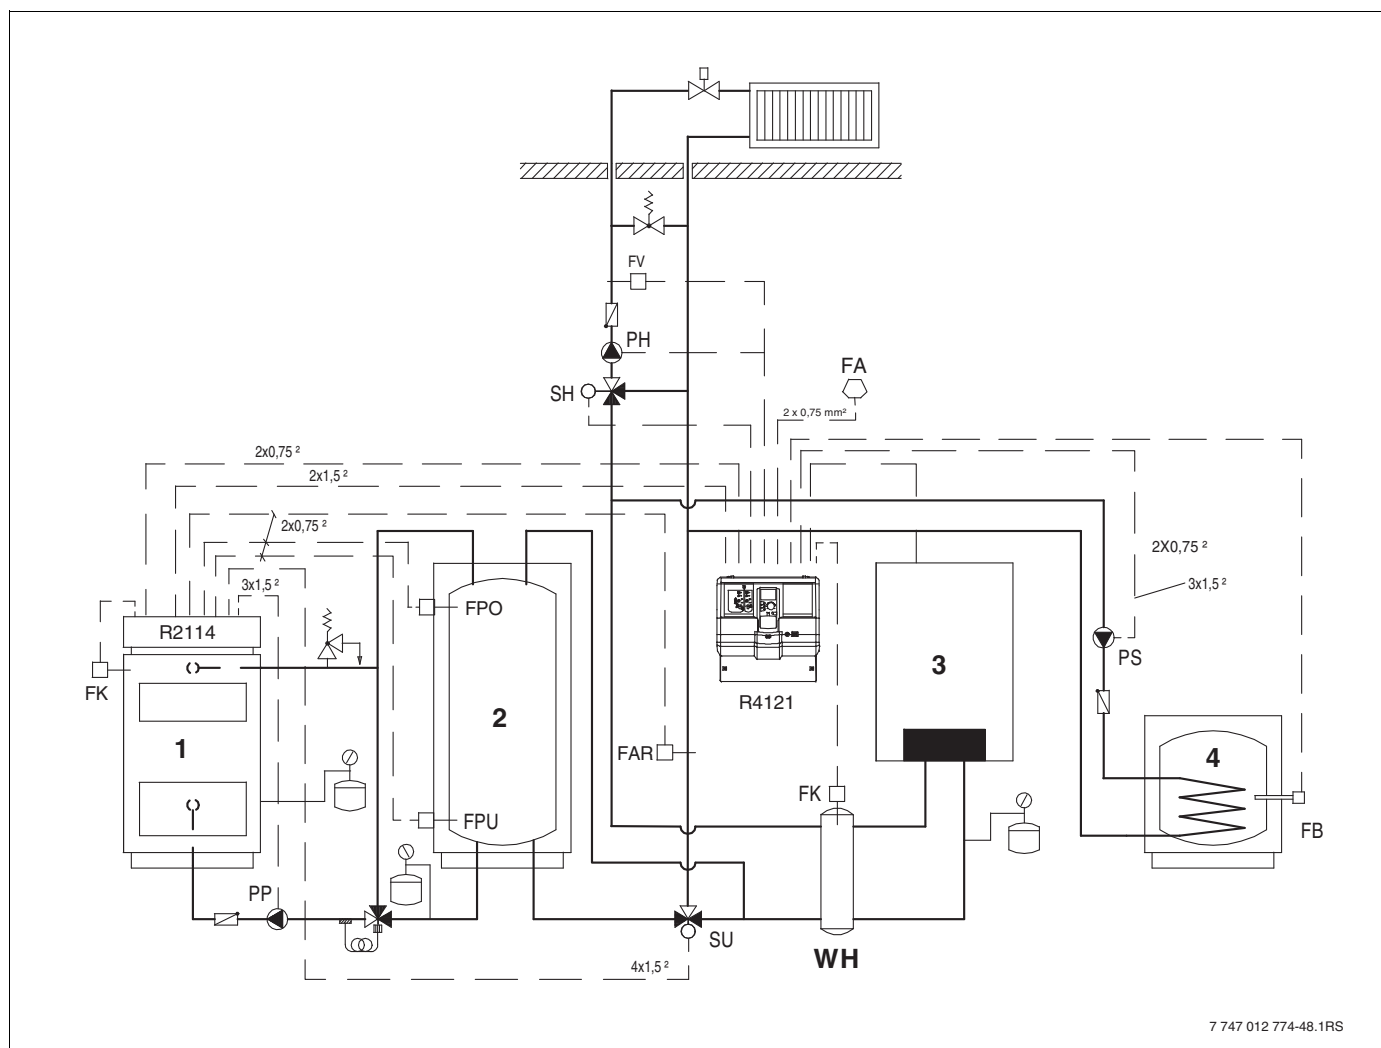 FV
PH
FA
SH
2 x 0,75 mm²
2x0,75 ²
2x1,5 ²
2x0,75 ²
2X0,75 ²
3x1,5 ²
3x1,5 ²
FPO
R2114
PS
FK
3
R4121
2
1
FAR
4
FK
FPU
FB
PP
SU
WH
4x1,5 ²
7 747 012 774-48.1RS